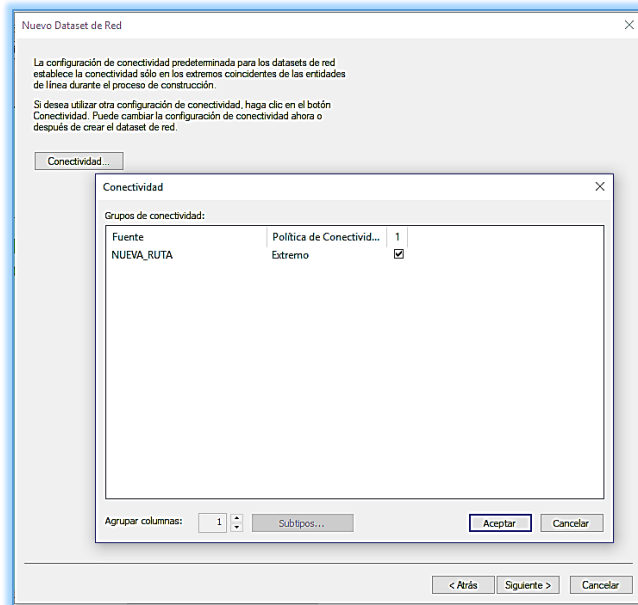 Nuevo Dataset de Red
La configuración de conectividad predeterminada para los datasets de red
establece la conectividad sólo en los extremos coincidentes de las entidades
de línea durante el proceso de construcción.
Si desea utilizar otra configuración de conectividad, haga clic en el botón
Conectividad. Puede cambiar la configuración de conectividad ahora o
después de crear el dataset de red.
Conectividad...
Conectividad
Grupos de conectividad:
Fuente Política de Conectivid... 1
NUEVA_RUTA Extremo
Agrupar columnas: 1 Subtipos... Aceptar Cancelar
< Atrás Siguiente > Cancelar